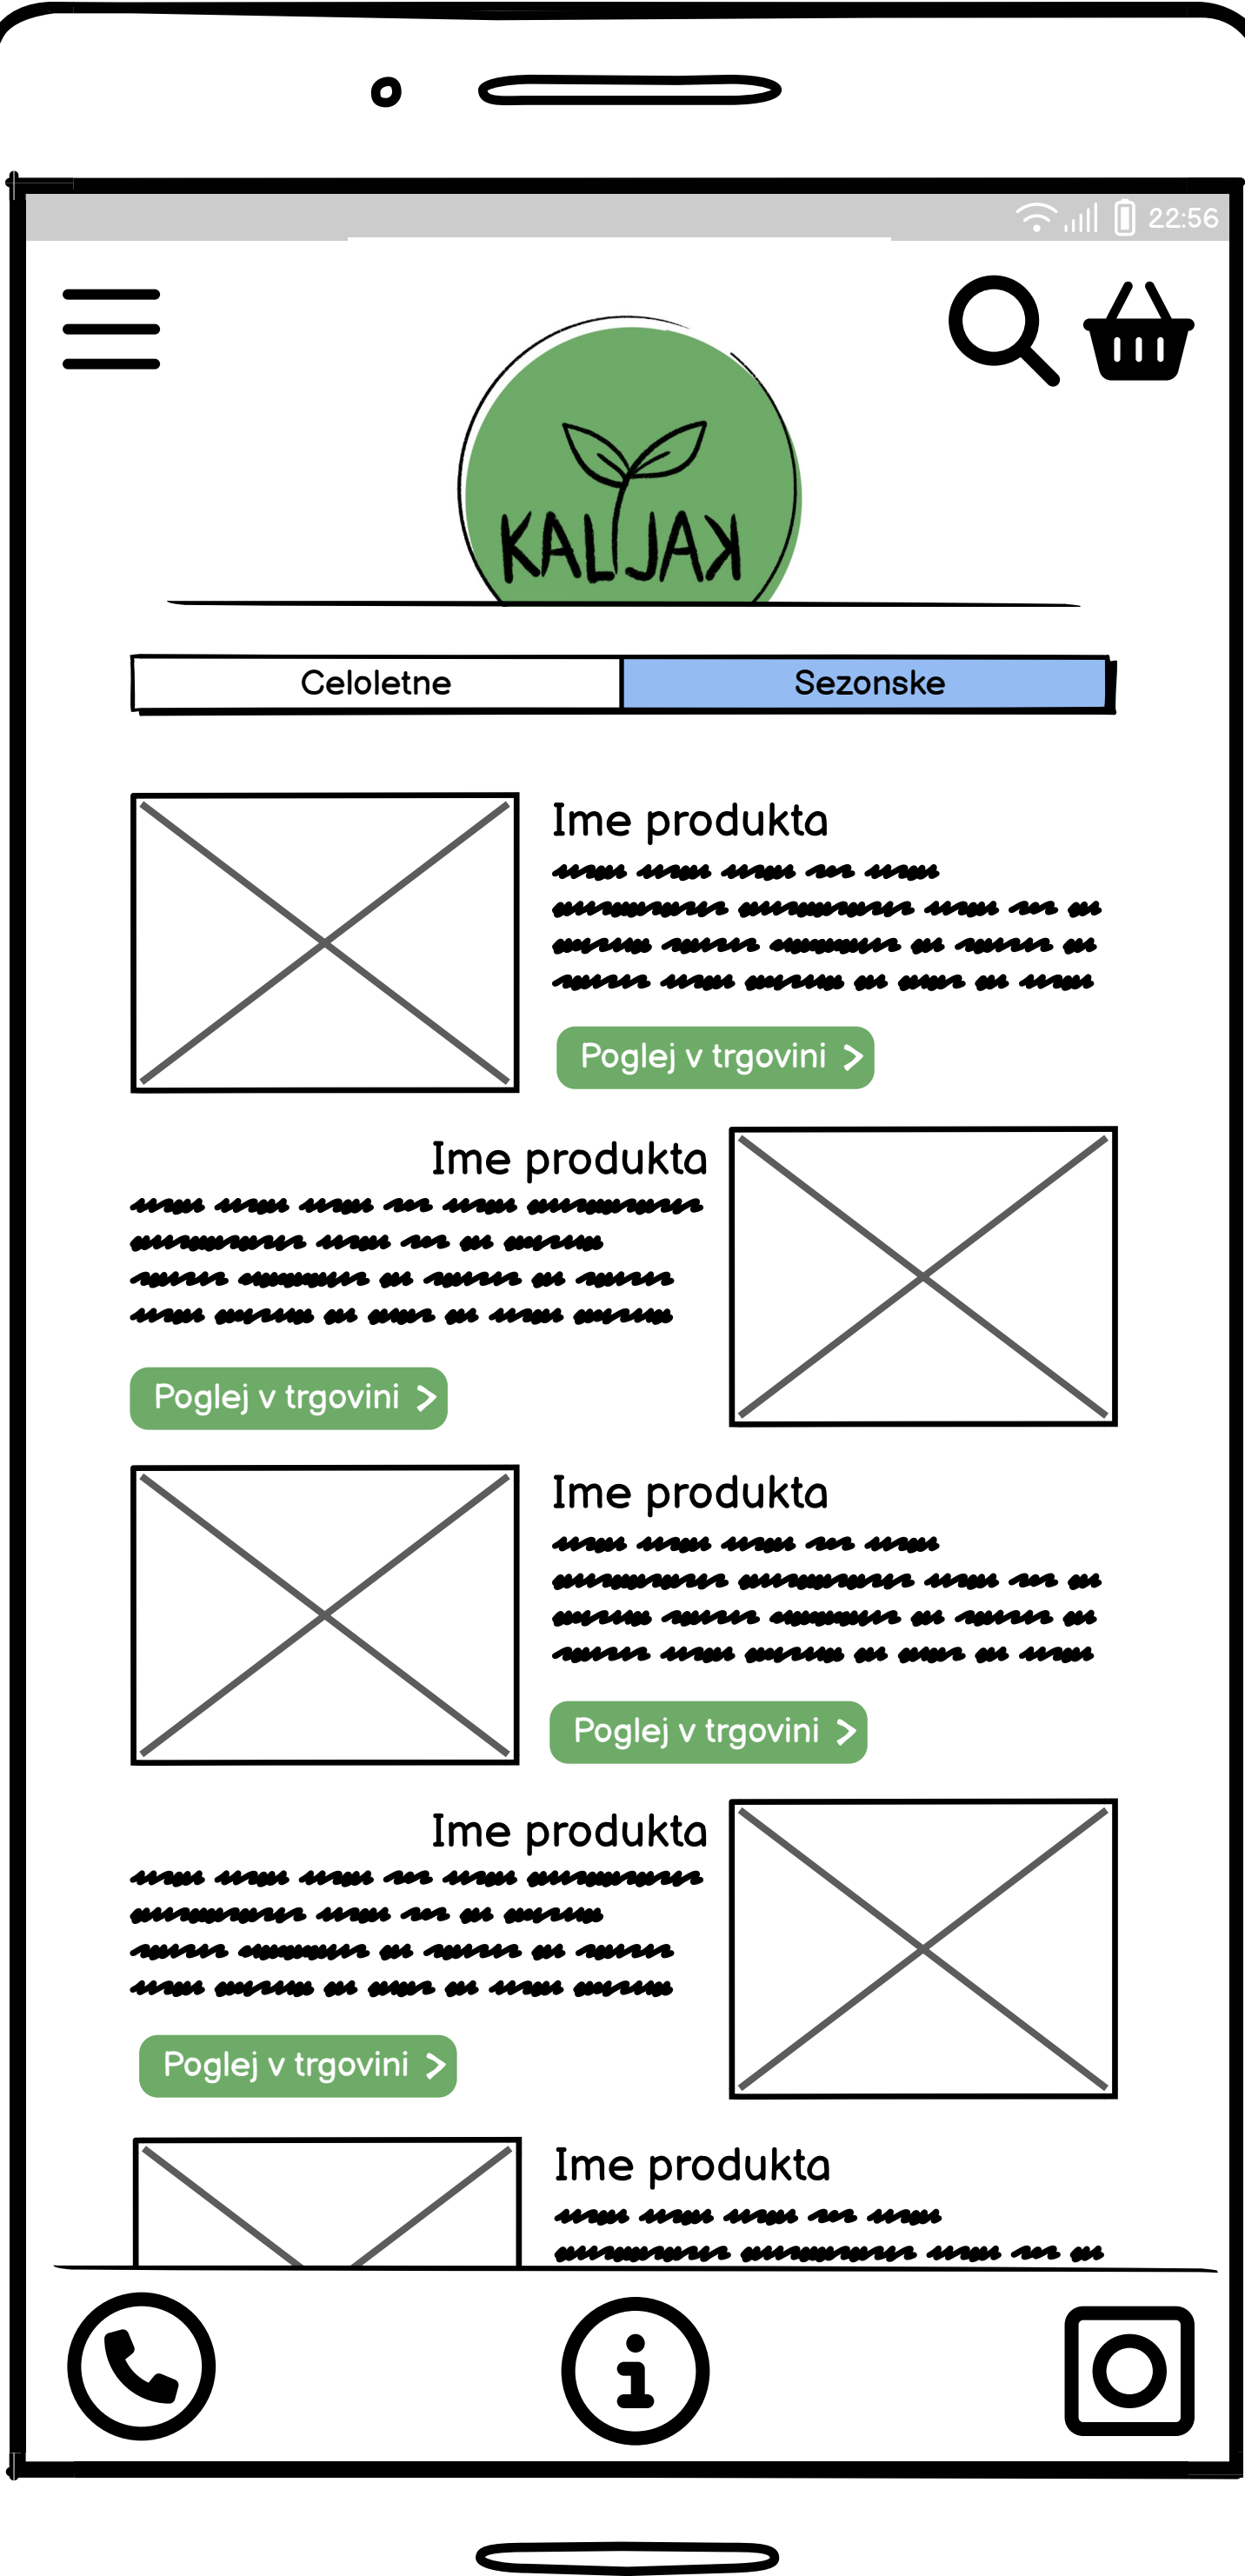 22:56
KALJAK
Celoletne
Sezonske
Ime produkta
Poglej v trgovini >
Ime produkta
Poglej v trgovini >
Ime produkta
Poglej v trgovini >
Ime produkta
Poglej v trgovini >
Ime produkta